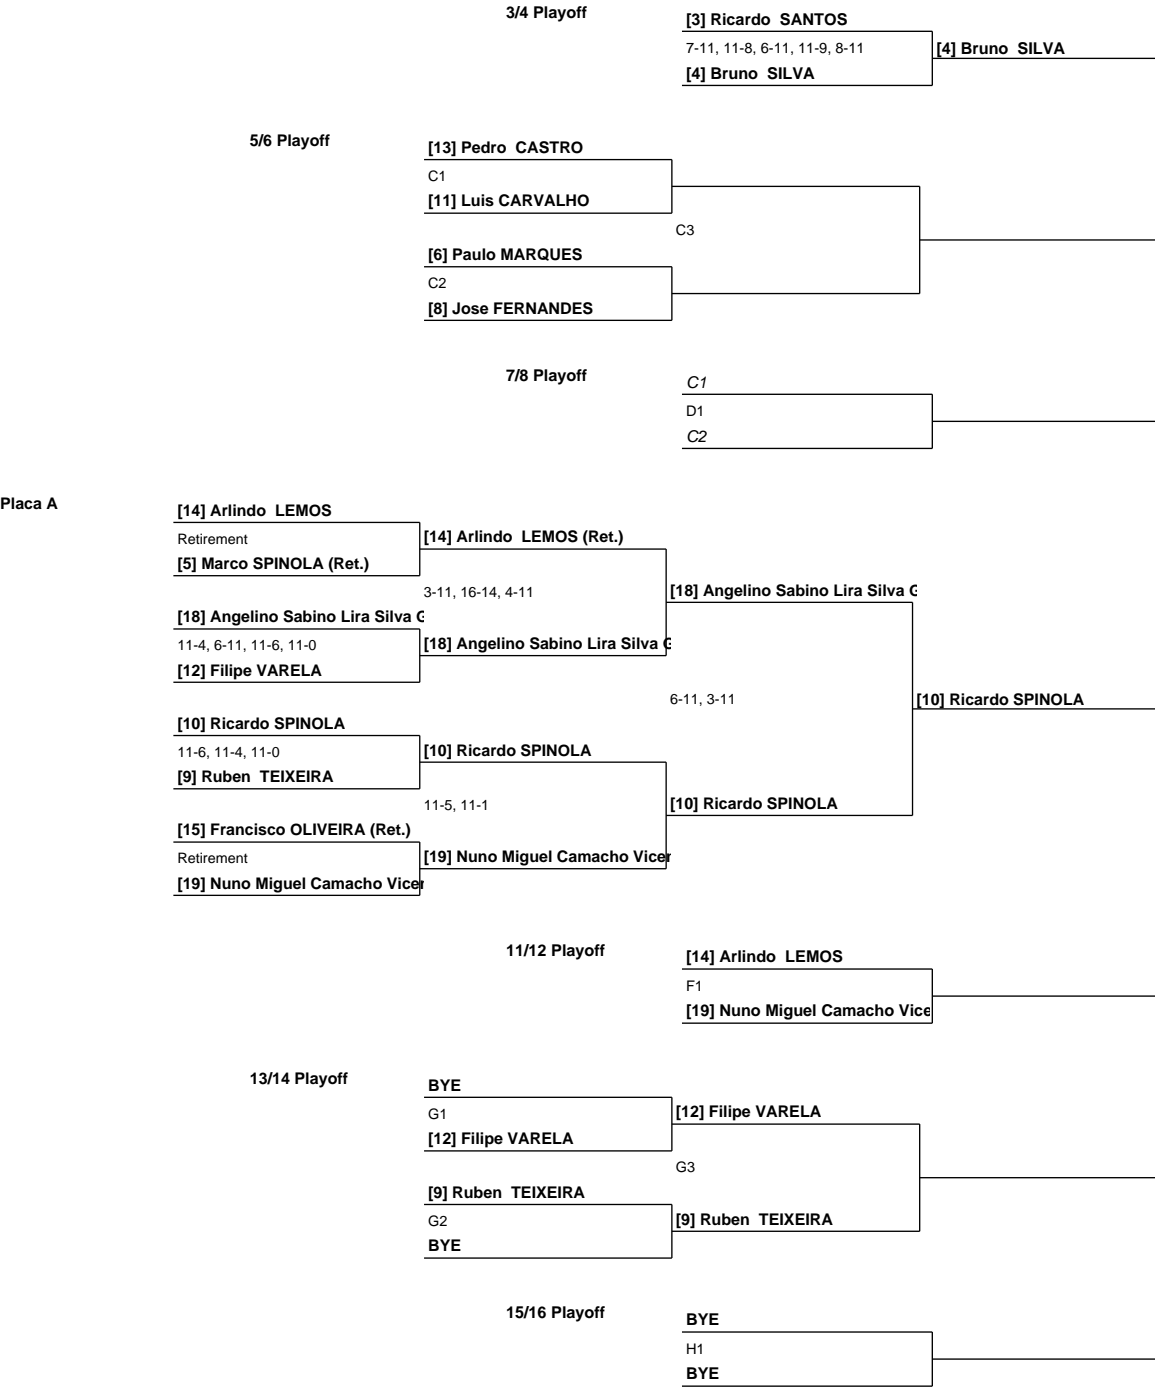 3/4 Playoff
[3] Ricardo SANTOS
7-11, 11-8, 6-11, 11-9, 8-11
[4] Bruno SILVA
[4] Bruno SILVA
5/6 Playoff
[13] Pedro CASTRO
C1
[11] Luis CARVALHO
C3
[6] Paulo MARQUES
C2
[8] Jose FERNANDES
7/8 Playoff
C1
D1
C2
Placa A
[14] Arlindo LEMOS
Retirement
[14] Arlindo LEMOS (Ret.)
[5] Marco SPINOLA (Ret.)
3-11, 16-14, 4-11
[18] Angelino Sabino Lira Silva G
[18] Angelino Sabino Lira Silva G
11-4, 6-11, 11-6, 11-0
[18] Angelino Sabino Lira Silva G
[12] Filipe VARELA
6-11, 3-11
[10] Ricardo SPINOLA
[10] Ricardo SPINOLA
11-6, 11-4, 11-0
[10] Ricardo SPINOLA
[9] Ruben TEIXEIRA
11-5, 11-1
[10] Ricardo SPINOLA
[15] Francisco OLIVEIRA (Ret.)
Retirement
[19] Nuno Miguel Camacho Vicer
[19] Nuno Miguel Camacho Vicer
11/12 Playoff
[14] Arlindo LEMOS
F1
[19] Nuno Miguel Camacho Vice
13/14 Playoff
BYE
G1
[12] Filipe VARELA
[12] Filipe VARELA
G3
[9] Ruben TEIXEIRA
G2
[9] Ruben TEIXEIRA
BYE
15/16 Playoff
BYE
H1
BYE